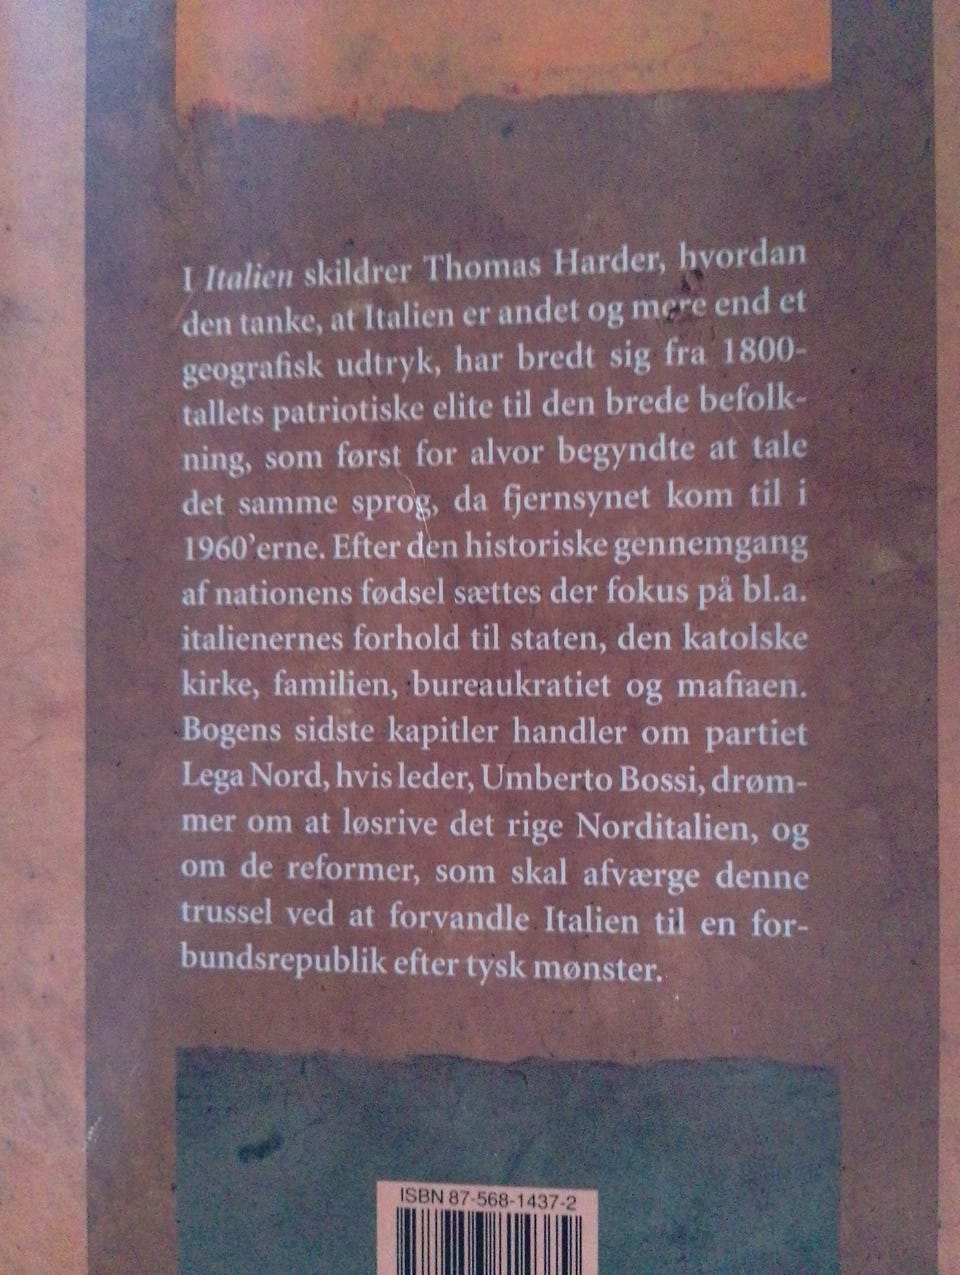 I Italien skildrer Thomas Harder, hvordan
den tanke, at Italien er andet og mere end et
geografisk udtryk, har bredt sig fra 1800-
tallets patriotiske elite til den brede befolk-
ning, som først for alvor begyndte at tale
det samme sprog, da fjernsynet kom til i
1960'erne. Efter den historiske gennemgang
af nationens fødsel sættes der fokus på bl.a.
italienernes forhold til staten, den katolske
kirke, familien, bureaukratiet og mafiaen.
Bogens sidste kapitler handler om partiet
Lega Nord, hvis leder, Umberto Bossi, drøm-
mer om at løsrive det rige Norditalien, og
om de reformer, som skal afværge denne
trussel ved at forvandle Italien til en for-
bundsrepublik efter tysk mønster.
ISBN 87-568-1437-2